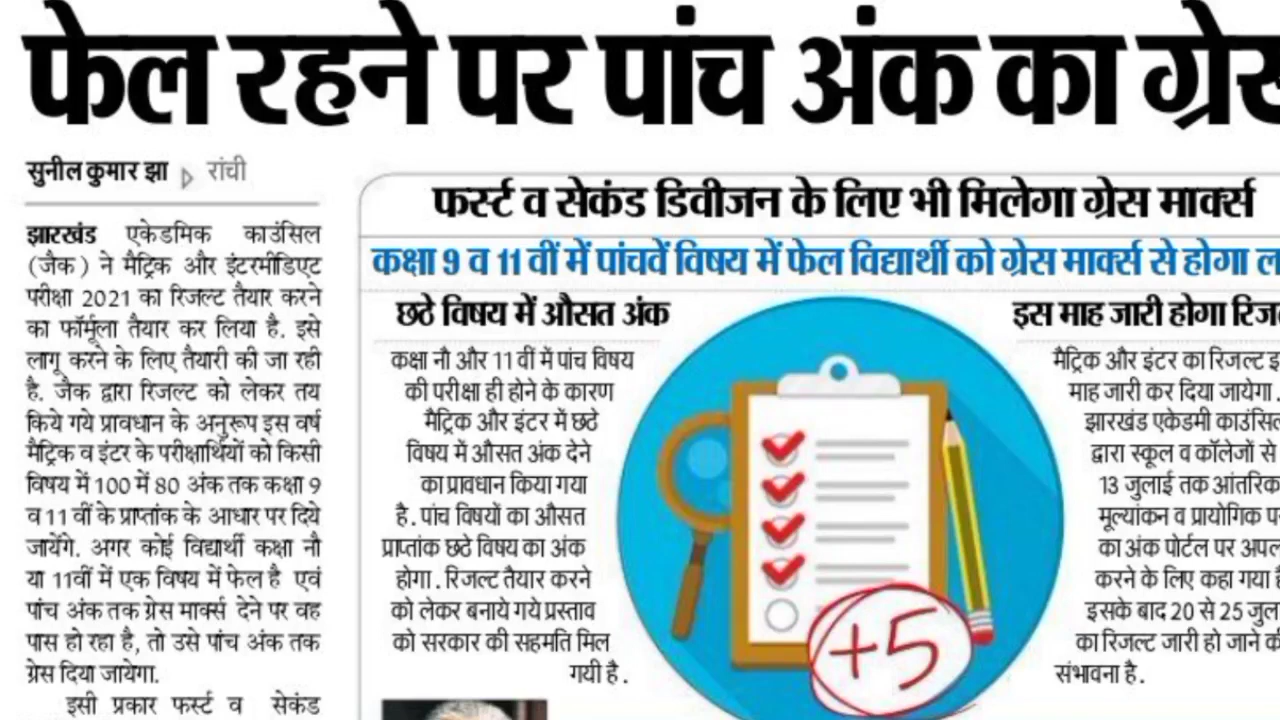 फेल रहने पर पांच अंक का
सुनील कुमार झा ▷ रांची
झारखंड एकेडमिक काउंसिल
(जैक) ने मैट्रिक और इंटरमीडिएट
परीक्षा 2021 का रिजल्ट तैयार करने
का फॉर्मूला तैयार कर लिया है. इसे
लागू करने के लिए तैयारी की जा रही
है. जैक द्वारा रिजल्ट को लेकर तय
किये गये प्रावधान के अनुरूप इस वर्ष
मैट्रिक व इंटर के परीक्षार्थियों को किसी
विषय में 100 में 80 अंक तक कक्षा 9
व 11 वीं के प्राप्तांक के आधार पर दिये
जायेंगे. अगर कोई विद्यार्थी कक्षा नौ
या 11वीं में एक विषय में फेल है एवं
पांच अंक तक ग्रेस मार्क्स देने पर वह
पास हो रहा है, तो उसे पांच अंक तक
ग्रेस दिया जायेगा.
इसी प्रकार फर्स्ट व सेकंड
फर्स्ट व सेकंड डिवीजन के लिए भी मिलेगा ग्रेस मार्क्स
कक्षा 9 व 11 वीं में पांचवें विषय में फेल विद्यार्थी को ग्रेस मार्क्स से होगा
छठे विषय में औसत अंक
कक्षा नौ और 11 वीं में पांच विषय
की परीक्षा ही होने के कारण
मैट्रिक और इंटर में छठे
विषय में औसत अंक देने
का प्रावधान किया गया
है. पांच विषयों का औसत
प्राप्तांक छठे विषय का अंक
होगा. रिजल्ट तैयार करने
को लेकर बनाये गये प्रस्ताव
को सरकार की सहमति मिल
गयी है.
+5
इस माह जारी होगा
मैट्रिक और इंटर का रिजल्ट
माह जारी कर दिया जायेगा.
झारखंड एकेडमी
द्वारा स्कूल व कॉलेजों से
13 जुलाई तक आंतरिक
मूल्यांकन व प्रायोगिक
का अंक पोर्टल पर
करने के लिए कहा गया
इसके बाद 20 से 25
का रिजल्ट जारी हो जाने
संभावना है.